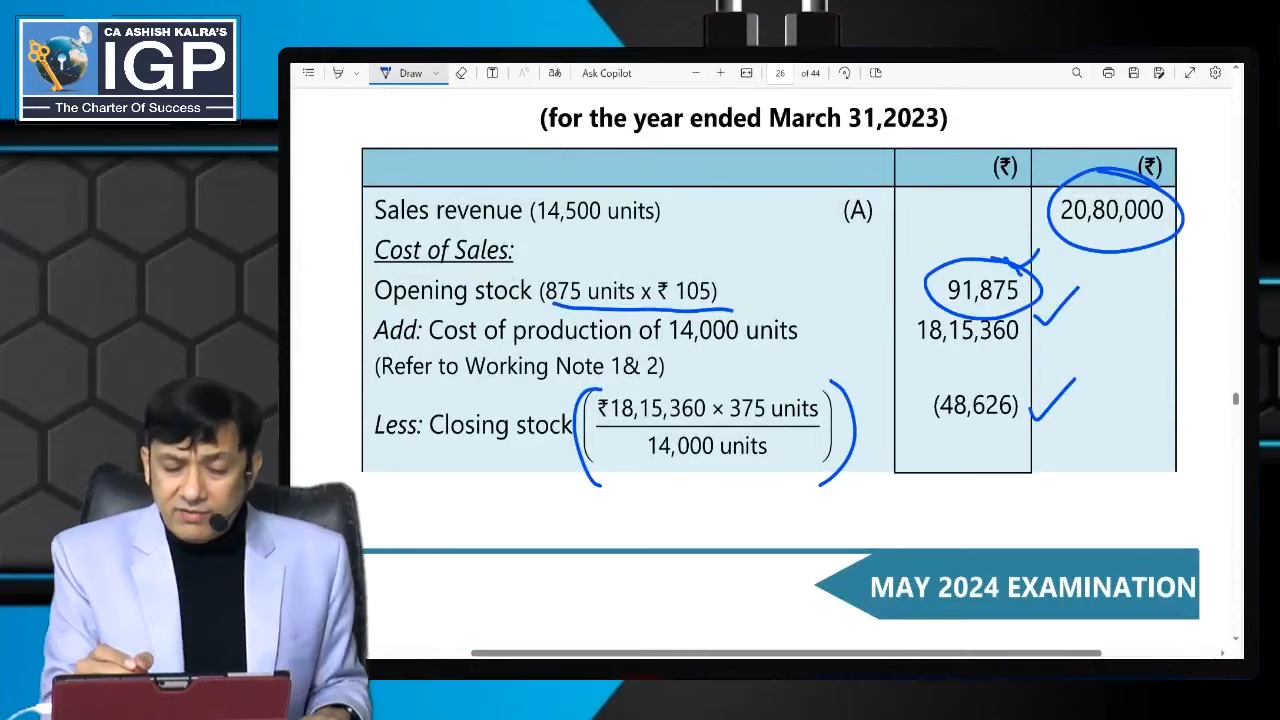 CA ASHISH KALRA'S
IGP
The Charter Of Success
Draw
Ask Copilot
26 of 44
(for the year ended March 31,2023)
(₹) (₹)
Sales revenue (14,500 units) (A) 20,80,000
Cost of Sales:
Opening stock (875 units x ₹ 105) 91,875
Add: Cost of production of 14,000 units 18,15,360
(Refer to Working Note 1& 2)
Less: Closing stock (₹18,15,360 × 375 units / 14,000 units) (48,626)
MAY 2024 EXAMINATION